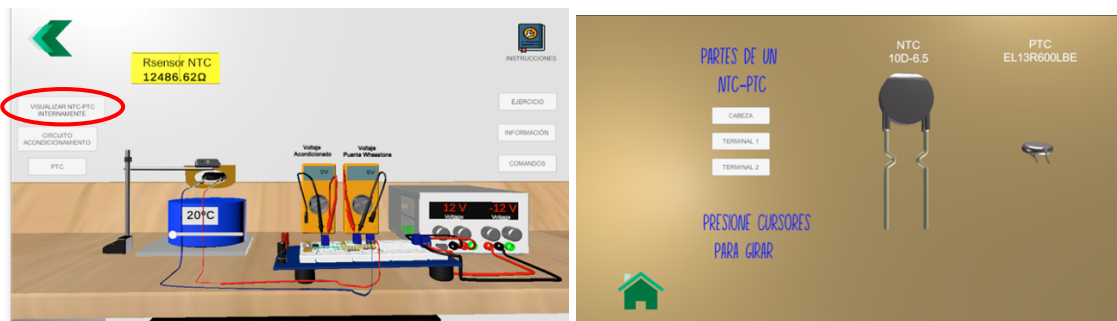 Rsensor NTC
12486.62Ω
INSTRUCCIONES
VISUALIZAR NTC-PTC
INTERNAMENTE
CIRCUITO
ACONDICIONAMIENTO
PTC
EJERCICIO
INFORMACIÓN
COMANDOS
Voltaje
Acondicionado
Voltaje
Puente Wheastone
0V
0V
20ºC
12 V
Voltage
-12 V
Voltage
PARTES DE UN
NTC-PTC
CABEZA
TERMINAL 1
TERMINAL 2
PRESIONE CURSORES
PARA GIRAR
NTC
10D-6.5
PTC
EL13R600LBE